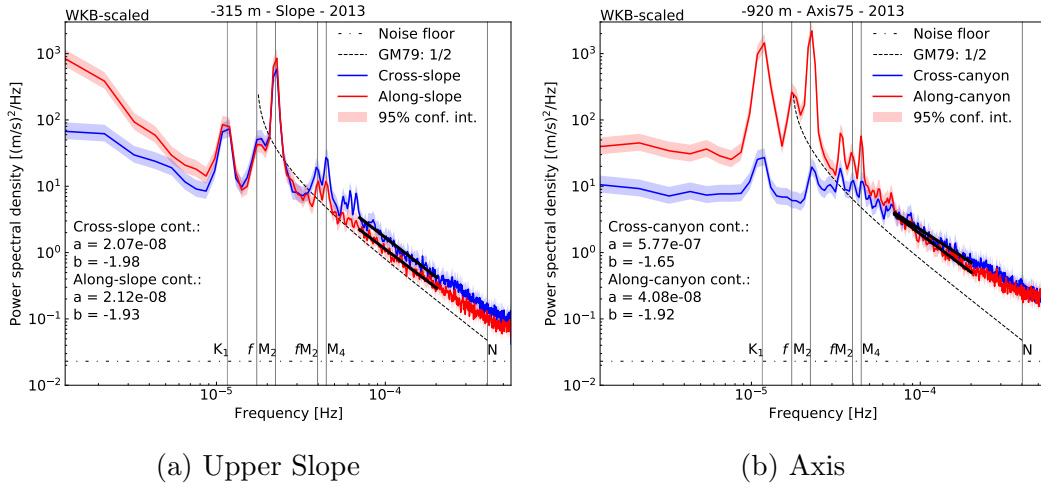 WKB-scaled
-315 m - Slope - 2013
Noise floor
GM79: 1/2
Cross-slope
Along-slope
95% conf. int.
Power spectral density [(m/s)²/Hz]
10³
10²
10¹
10⁰
10⁻¹
10⁻²
Cross-slope cont.:
a = 2.07e-08
b = -1.98
Along-slope cont.:
a = 2.12e-08
b = -1.93
K₁ f M₂ fM₂ M₄ N
10⁻⁵ 10⁻⁴
Frequency [Hz]
(a) Upper Slope
WKB-scaled
-920 m - Axis75 - 2013
Noise floor
GM79: 1/2
Cross-canyon
Along-canyon
95% conf. int.
Power spectral density [(m/s)²/Hz]
10³
10²
10¹
10⁰
10⁻¹
10⁻²
Cross-canyon cont.:
a = 5.77e-07
b = -1.65
Along-canyon cont.:
a = 4.08e-08
b = -1.92
K₁ f M₂ fM₂ M₄ N
10⁻⁵ 10⁻⁴
Frequency [Hz]
(b) Axis